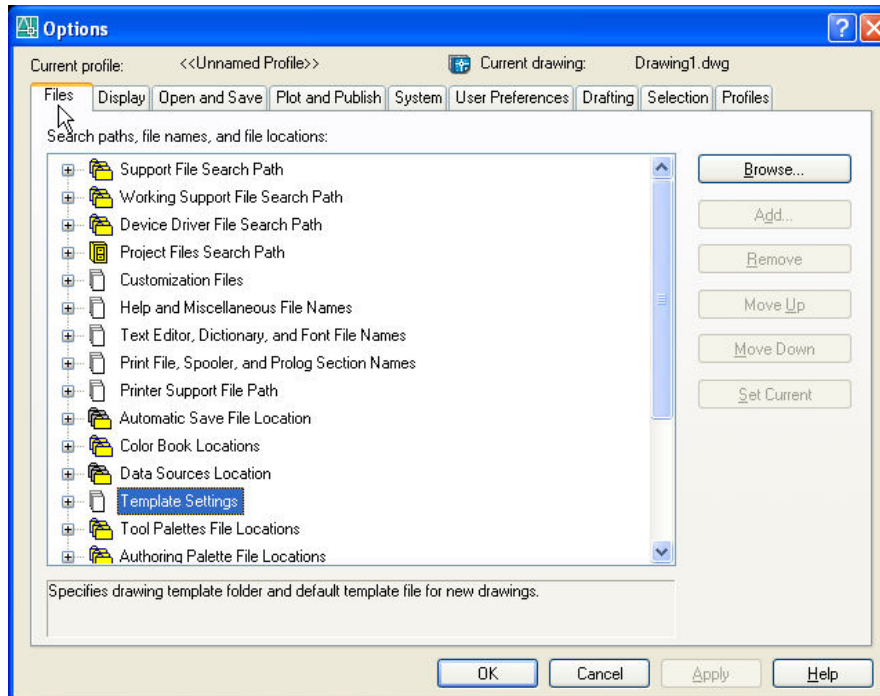 Options
Current profile: <<Unnamed Profile>> Current drawing: Drawing1.dwg
Files Display Open and Save Plot and Publish System User Preferences Drafting Selection Profiles
Search paths, file names, and file locations:
Support File Search Path
Browse...
Working Support File Search Path
Add...
Device Driver File Search Path
Project Files Search Path
Remove
Customization Files
Help and Miscellaneous File Names
Move Up
Text Editor, Dictionary, and Font File Names
Move Down
Print File, Spooler, and Prolog Section Names
Printer Support File Path
Set Current
Automatic Save File Location
Color Book Locations
Data Sources Location
Template Settings
Tool Palettes File Locations
Authoring Palette File Locations
Specifies drawing template folder and default template file for new drawings.
OK Cancel Apply Help